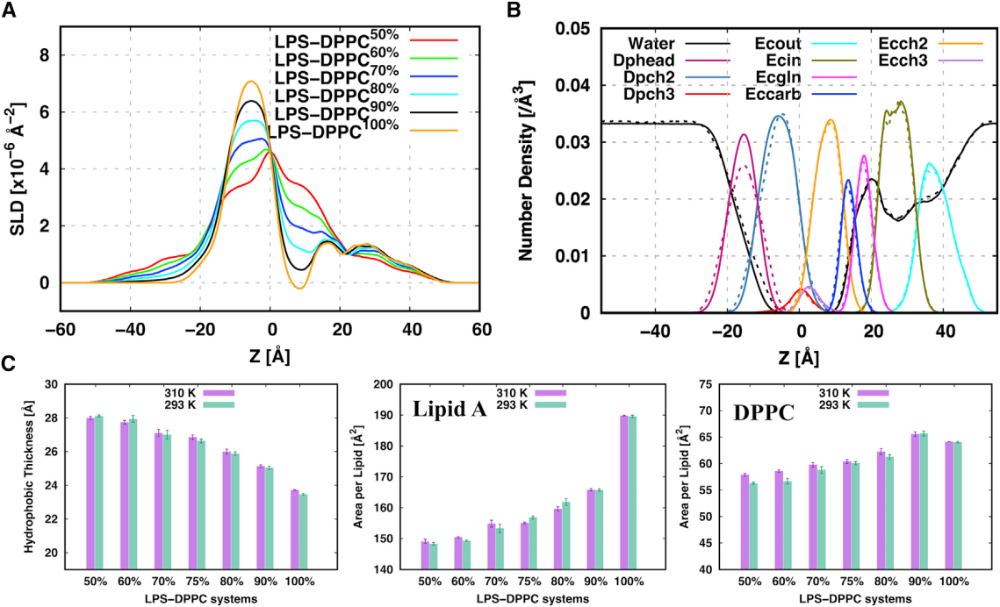 A
SLD [x10–6 Å–2]
8
6
4
2
0
LPS–DPPC50%
LPS–DPPC60%
LPS–DPPC70%
LPS–DPPC80%
LPS–DPPC90%
LPS–DPPC100%
–60 –40 –20 0 20 40 60
Z [Å]
B
Number Density [/Å3]
0.05
0.04
0.03
0.02
0.01
0
Water Ecout Ecch2
Dphead Ecin Ecch3
Dpch2 Ecgln
Dpch3 Eccarb
–40 –20 0 20 40
Z [Å]
C
Hydrophobic Thickness [Å]
30
28
26
24
22
20
310 K
293 K
50% 60% 70% 75% 80% 90% 100%
LPS–DPPC systems
Area per Lipid [Å2]
200
190
180
170
160
150
140
Lipid A
310 K
293 K
50% 60% 70% 75% 80% 90% 100%
LPS–DPPC systems
Area per Lipid [Å2]
75
70
65
60
55
50
45
40
DPPC
310 K
293 K
50% 60% 70% 75% 80% 90% 100%
LPS–DPPC systems